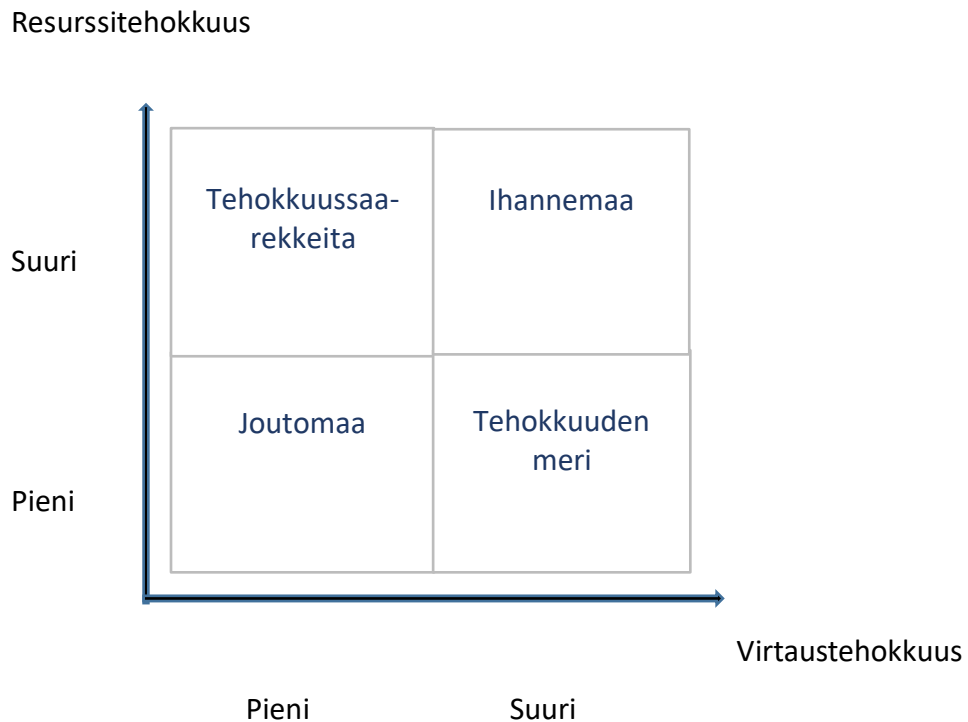 Resurssitehokkuus
Tehokkuussaa-
rekkeita
Ihannemaa
Suuri
Joutomaa
Tehokkuuden
meri
Pieni
Virtaustehokkuus
Pieni
Suuri